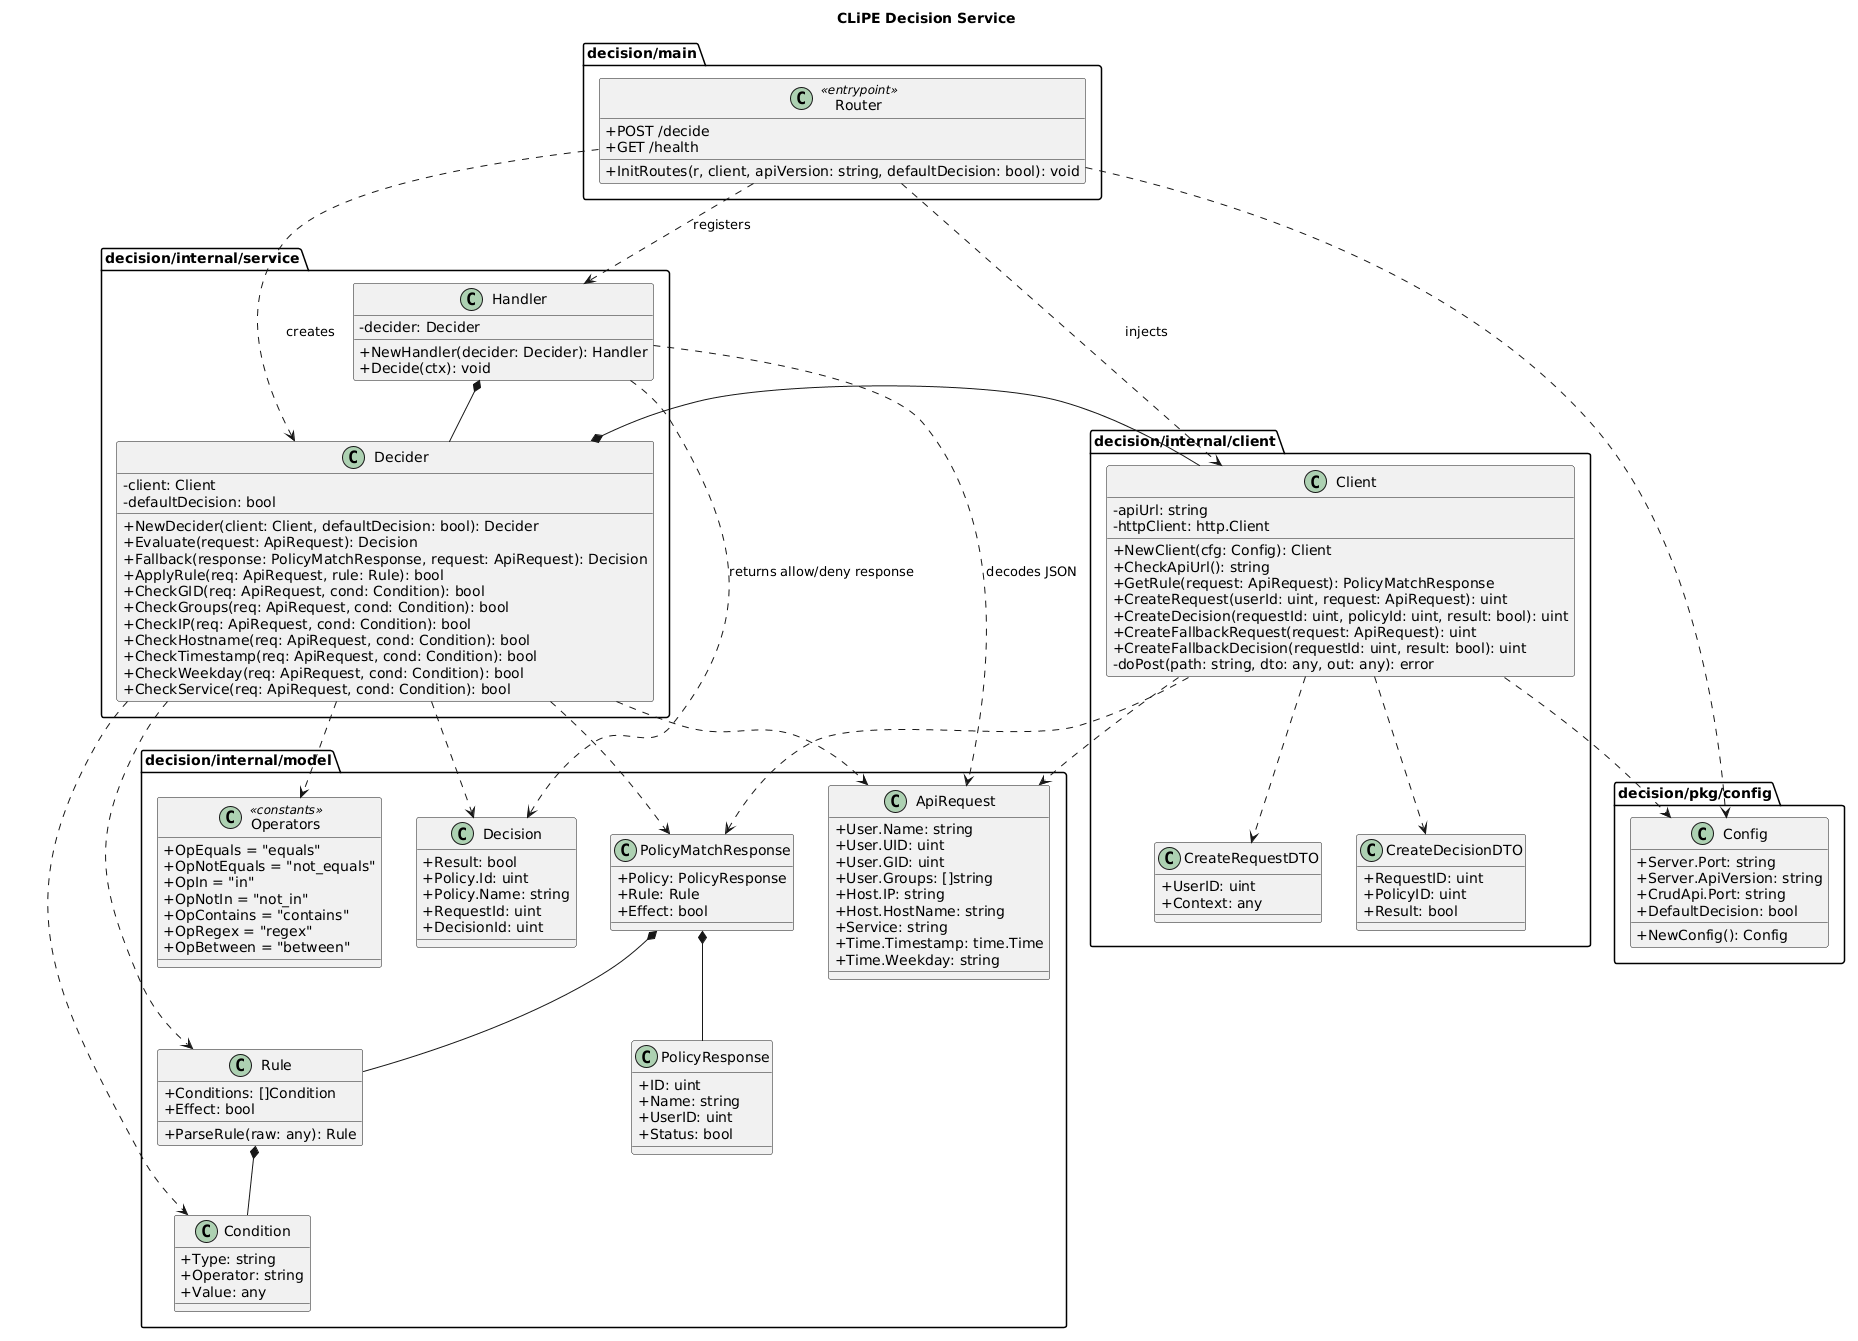 CLiPE Decision Service
decision/main
C
«entrypoint»
Router
+POST /decide
+GET /health
+InitRoutes(r, client, apiVersion: string, defaultDecision: bool): void
registers
creates
injects
decision/internal/service
C Handler
-decider: Decider
+NewHandler(decider: Decider): Handler
+Decide(ctx): void
C Decider
-client: Client
-defaultDecision: bool
+NewDecider(client: Client, defaultDecision: bool): Decider
+Evaluate(request: ApiRequest): Decision
+Fallback(response: PolicyMatchResponse, request: ApiRequest): Decision
+ApplyRule(req: ApiRequest, rule: Rule): bool
+CheckGID(req: ApiRequest, cond: Condition): bool
+CheckGroups(req: ApiRequest, cond: Condition): bool
+CheckIP(req: ApiRequest, cond: Condition): bool
+CheckHostname(req: ApiRequest, cond: Condition): bool
+CheckTimestamp(req: ApiRequest, cond: Condition): bool
+CheckWeekday(req: ApiRequest, cond: Condition): bool
+CheckService(req: ApiRequest, cond: Condition): bool
returns allow/deny response
decodes JSON
decision/internal/client
C Client
-apiUrl: string
-httpClient: http.Client
+NewClient(cfg: Config): Client
+CheckApiUrl(): string
+GetRule(request: ApiRequest): PolicyMatchResponse
+CreateRequest(userId: uint, request: ApiRequest): uint
+CreateDecision(requestId: uint, policyId: uint, result: bool): uint
+CreateFallbackRequest(request: ApiRequest): uint
+CreateFallbackDecision(requestId: uint, result: bool): uint
-doPost(path: string, dto: any, out: any): error
C CreateRequestDTO
+UserID: uint
+Context: any
C CreateDecisionDTO
+RequestID: uint
+PolicyID: uint
+Result: bool
decision/pkg/config
C Config
+Server.Port: string
+Server.ApiVersion: string
+CrudApi.Port: string
+DefaultDecision: bool
+NewConfig(): Config
decision/internal/model
C
«constants»
Operators
+OpEquals = "equals"
+OpNotEquals = "not_equals"
+OpIn = "in"
+OpNotIn = "not_in"
+OpContains = "contains"
+OpRegex = "regex"
+OpBetween = "between"
C Decision
+Result: bool
+Policy.Id: uint
+Policy.Name: string
+RequestId: uint
+DecisionId: uint
C PolicyMatchResponse
+Policy: PolicyResponse
+Rule: Rule
+Effect: bool
C ApiRequest
+User.Name: string
+User.UID: uint
+User.GID: uint
+User.Groups: []string
+Host.IP: string
+Host.HostName: string
+Service: string
+Time.Timestamp: time.Time
+Time.Weekday: string
C Rule
+Conditions: []Condition
+Effect: bool
+ParseRule(raw: any): Rule
C PolicyResponse
+ID: uint
+Name: string
+UserID: uint
+Status: bool
C Condition
+Type: string
+Operator: string
+Value: any